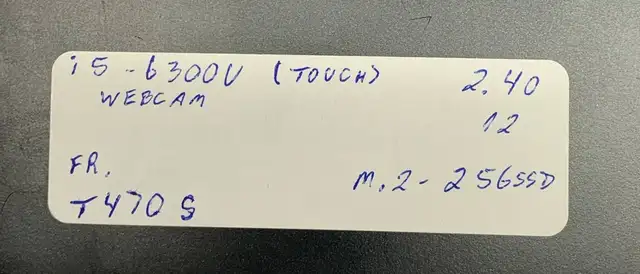 i5-6300U (TOUCH) 2.40
WEBCAM 12
FR. M.2-256SSD
T470S